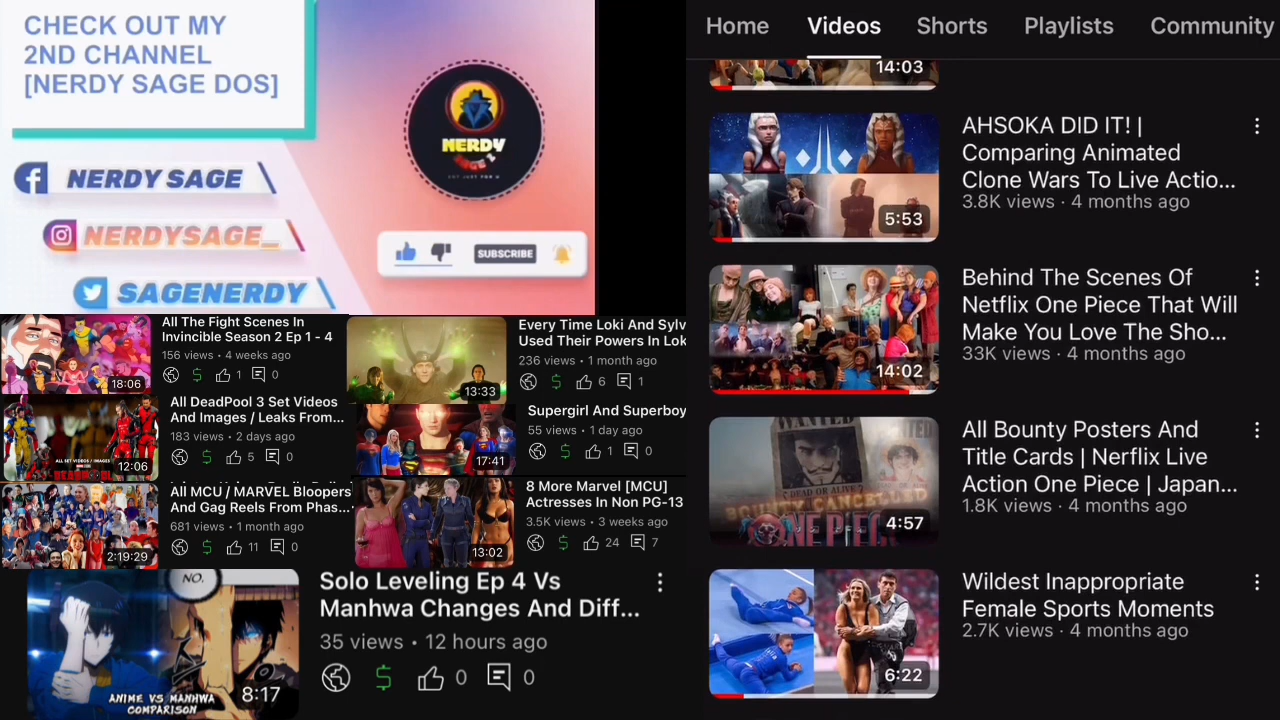 CHECK OUT MY
2ND CHANNEL
[NERDY SAGE DOS]
NERDY SAGE
NERDYSAGE_
SAGENERDY
NERDY
SAGE 2
SUBSCRIBE
18:06
All The Fight Scenes In
Invincible Season 2 Ep 1 - 4
156 views • 4 weeks ago
1
0
13:33
Every Time Loki And Sylv
Used Their Powers In Lok
236 views • 1 month ago
6
1
12:06
All DeadPool 3 Set Videos
And Images / Leaks From...
183 views • 2 days ago
5
0
17:41
Supergirl And Superboy
55 views • 1 day ago
1
0
2:19:29
All MCU / MARVEL Bloopers
And Gag Reels From Phas...
681 views • 1 month ago
11
0
13:02
8 More Marvel [MCU]
Actresses In Non PG-13
3.5K views • 3 weeks ago
24
7
NO.
ANIME VS MANHWA
COMPARISON
8:17
Solo Leveling Ep 4 Vs
Manhwa Changes And Diff...
35 views • 12 hours ago
0
0
Home Videos Shorts Playlists Community
14:03
5:53
AHSOKA DID IT! |
Comparing Animated
Clone Wars To Live Actio...
3.8K views · 4 months ago
14:02
Behind The Scenes Of
Netflix One Piece That Will
Make You Love The Sho...
33K views · 4 months ago
WANTED
DEAD OR ALIVE
ONE PIECE
4:57
All Bounty Posters And
Title Cards | Nerflix Live
Action One Piece | Japan...
1.8K views · 4 months ago
6:22
Wildest Inappropriate
Female Sports Moments
2.7K views · 4 months ago